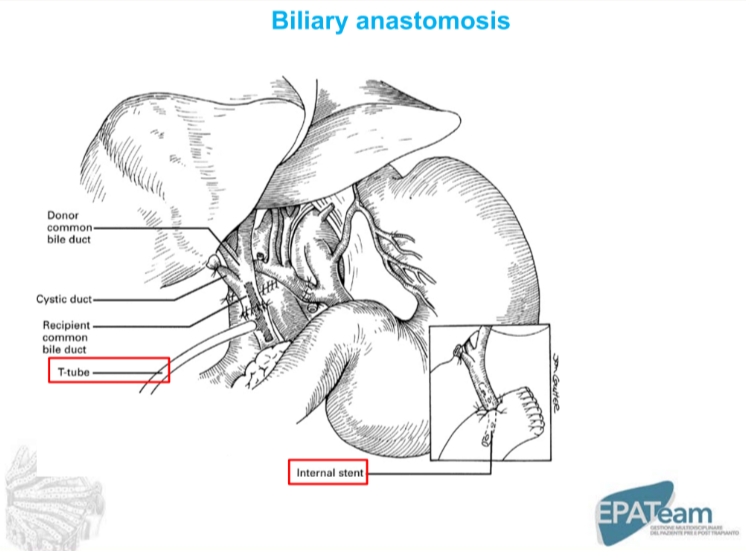 Biliary anastomosis
Donor
common
bile duct
Cystic duct
Recipient
common
bile duct
T-tube
Internal stent
EPATeam
GESTIONE MULTIDISCIPLINARE
DEL PAZIENTE PRE E POST TRAPIANTO